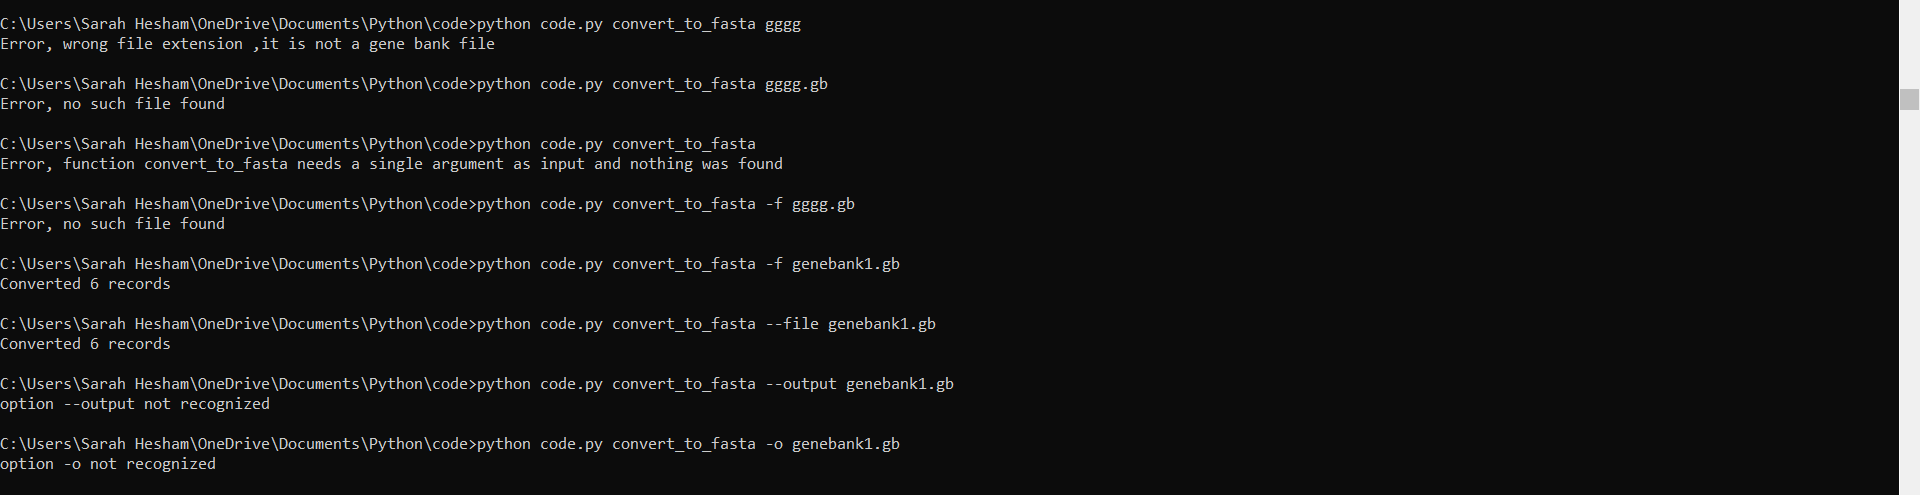 C:\Users\Sarah Hesham\OneDrive\Documents\Python\code>python code.py convert_to_fasta gggg
Error, wrong file extension ,it is not a gene bank file
C:\Users\Sarah Hesham\OneDrive\Documents\Python\code>python code.py convert_to_fasta gggg.gb
Error, no such file found
C:\Users\Sarah Hesham\OneDrive\Documents\Python\code>python code.py convert_to_fasta
Error, function convert_to_fasta needs a single argument as input and nothing was found
C:\Users\Sarah Hesham\OneDrive\Documents\Python\code>python code.py convert_to_fasta -f gggg.gb
Error, no such file found
C:\Users\Sarah Hesham\OneDrive\Documents\Python\code>python code.py convert_to_fasta -f genebank1.gb
Converted 6 records
C:\Users\Sarah Hesham\OneDrive\Documents\Python\code>python code.py convert_to_fasta --file genebank1.gb
Converted 6 records
C:\Users\Sarah Hesham\OneDrive\Documents\Python\code>python code.py convert_to_fasta --output genebank1.gb
option --output not recognized
C:\Users\Sarah Hesham\OneDrive\Documents\Python\code>python code.py convert_to_fasta -o genebank1.gb
option -o not recognized